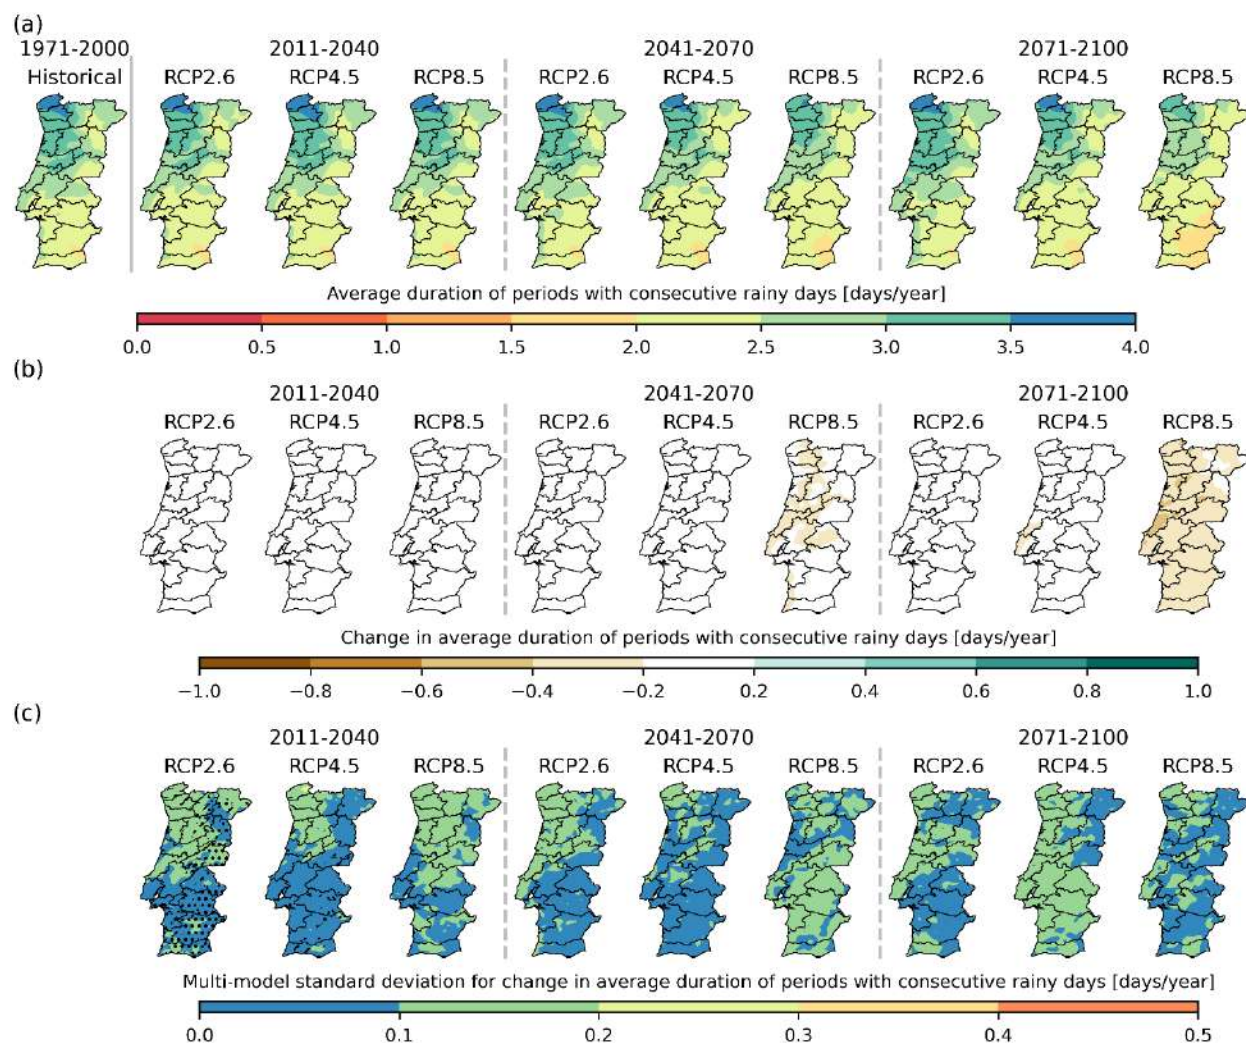 (a)
1971-2000 2011-2040 2041-2070 2071-2100
Historical RCP2.6 RCP4.5 RCP8.5 RCP2.6 RCP4.5 RCP8.5 RCP2.6 RCP4.5 RCP8.5
Average duration of periods with consecutive rainy days [days/year]
0.0 0.5 1.0 1.5 2.0 2.5 3.0 3.5 4.0
(b)
2011-2040 2041-2070 2071-2100
RCP2.6 RCP4.5 RCP8.5 RCP2.6 RCP4.5 RCP8.5 RCP2.6 RCP4.5 RCP8.5
Change in average duration of periods with consecutive rainy days [days/year]
−1.0 −0.8 −0.6 −0.4 −0.2 0.2 0.4 0.6 0.8 1.0
(c)
2011-2040 2041-2070 2071-2100
RCP2.6 RCP4.5 RCP8.5 RCP2.6 RCP4.5 RCP8.5 RCP2.6 RCP4.5 RCP8.5
Multi-model standard deviation for change in average duration of periods with consecutive rainy days [days/year]
0.0 0.1 0.2 0.3 0.4 0.5